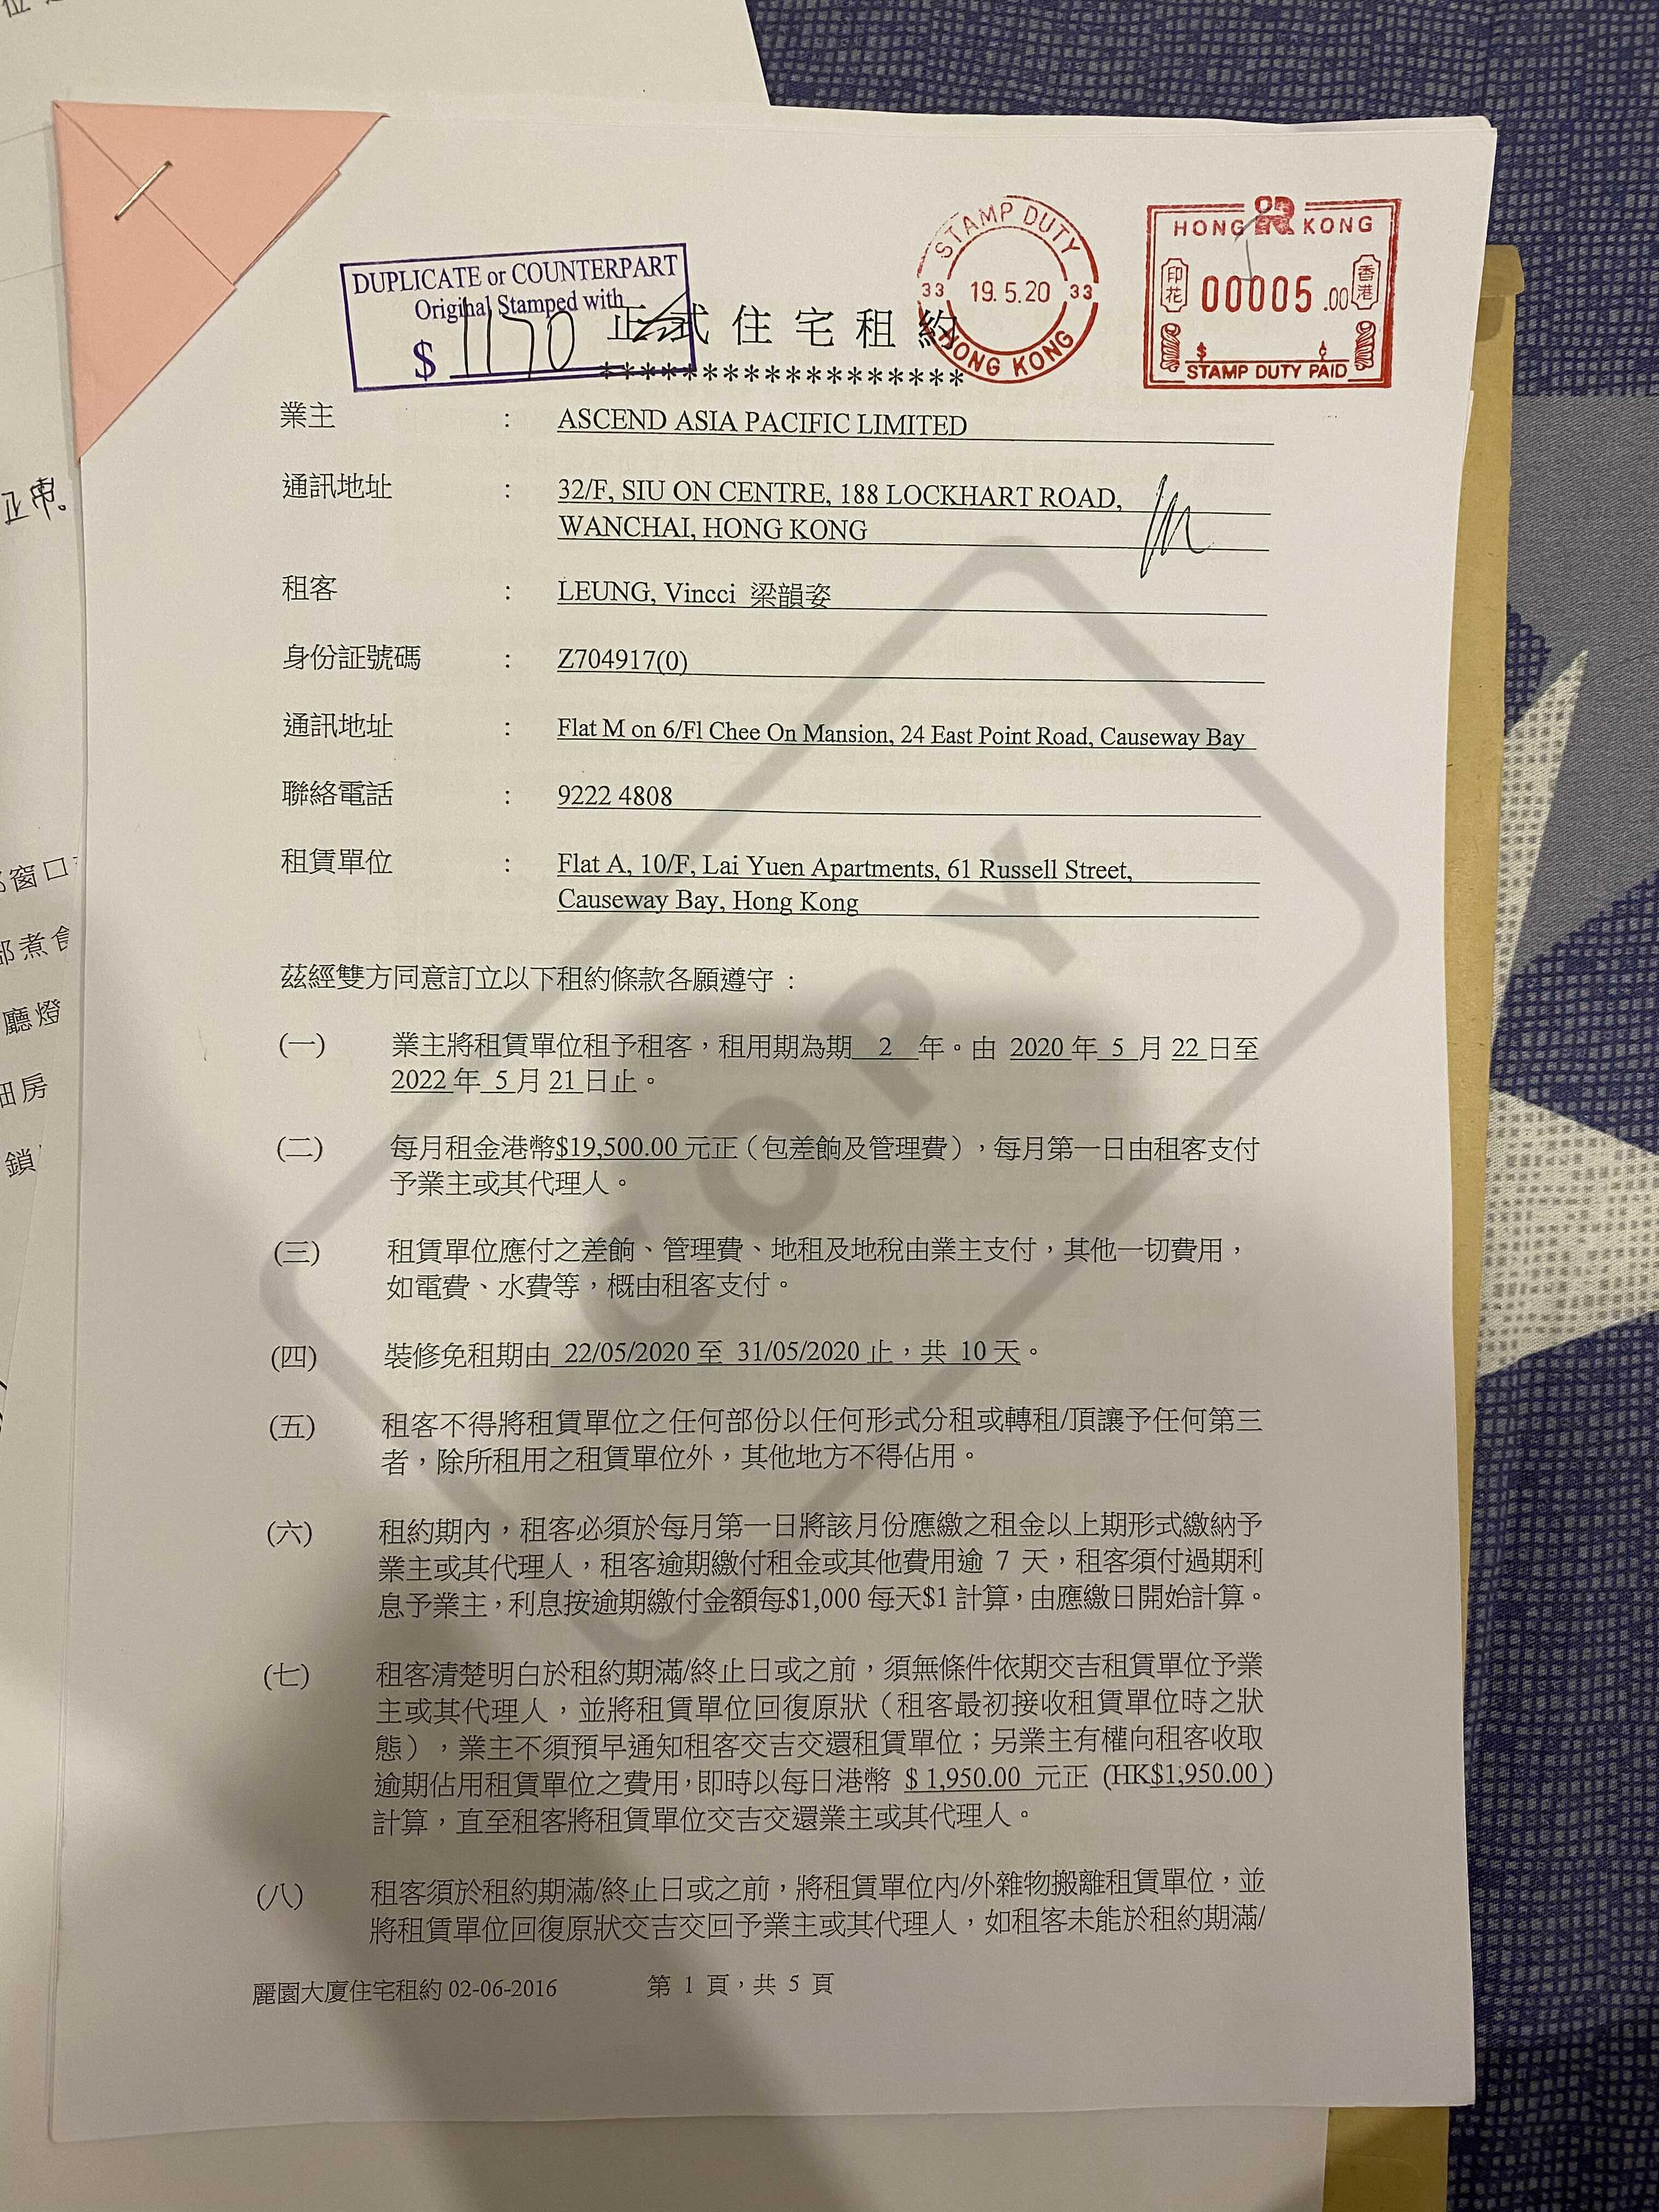 DUPLICATE or COUNTERPART
Original Stamped with
$ 1170
STAMP DUTY
33 19.5.20 33
HONG KONG
HONG KONG
印花 00005.00 香港
$ ¢
STAMP DUTY PAID
正式住宅租約
******************
業主 : ASCEND ASIA PACIFIC LIMITED
通訊地址 : 32/F, SIU ON CENTRE, 188 LOCKHART ROAD,
WANCHAI, HONG KONG
租客 : LEUNG, Vincci 梁韻姿
身份証號碼 : Z704917(0)
通訊地址 : Flat M on 6/Fl Chee On Mansion, 24 East Point Road, Causeway Bay
聯絡電話 : 9222 4808
租賃單位 : Flat A, 10/F, Lai Yuen Apartments, 61 Russell Street,
Causeway Bay, Hong Kong
茲經雙方同意訂立以下租約條款各願遵守:
(一) 業主將租賃單位租予租客，租用期為期 2 年。由 2020 年 5 月 22 日至
2022 年 5 月 21 日止。
(二) 每月租金港幣$19,500.00 元正（包差餉及管理費），每月第一日由租客支付
予業主或其代理人。
(三) 租賃單位應付之差餉、管理費、地租及地稅由業主支付，其他一切費用，
如電費、水費等，概由租客支付。
(四) 裝修免租期由 22/05/2020 至 31/05/2020 止，共 10 天。
(五) 租客不得將租賃單位之任何部份以任何形式分租或轉租/頂讓予任何第三
者，除所租用之租賃單位外，其他地方不得佔用。
(六) 租約期內，租客必須於每月第一日將該月份應繳之租金以上期形式繳納予
業主或其代理人，租客逾期繳付租金或其他費用逾 7 天，租客須付過期利
息予業主，利息按逾期繳付金額每$1,000 每天$1 計算，由應繳日開始計算。
(七) 租客清楚明白於租約期滿/終止日或之前，須無條件依期交吉租賃單位予業
主或其代理人，並將租賃單位回復原狀（租客最初接收租賃單位時之狀
態），業主不須預早通知租客交吉交還租賃單位；另業主有權向租客收取
逾期佔用租賃單位之費用，即時以每日港幣 $ 1,950.00 元正 (HK$1,950.00)
計算，直至租客將租賃單位交吉交還業主或其代理人。
(八) 租客須於租約期滿/終止日或之前，將租賃單位內/外雜物搬離租賃單位，並
將租賃單位回復原狀交吉交回予業主或其代理人，如租客未能於租約期滿/
麗園大廈住宅租約 02-06-2016 第 1 頁，共 5 頁
COPY
正常。
窗口
部煮食
廳燈
細房
鎖